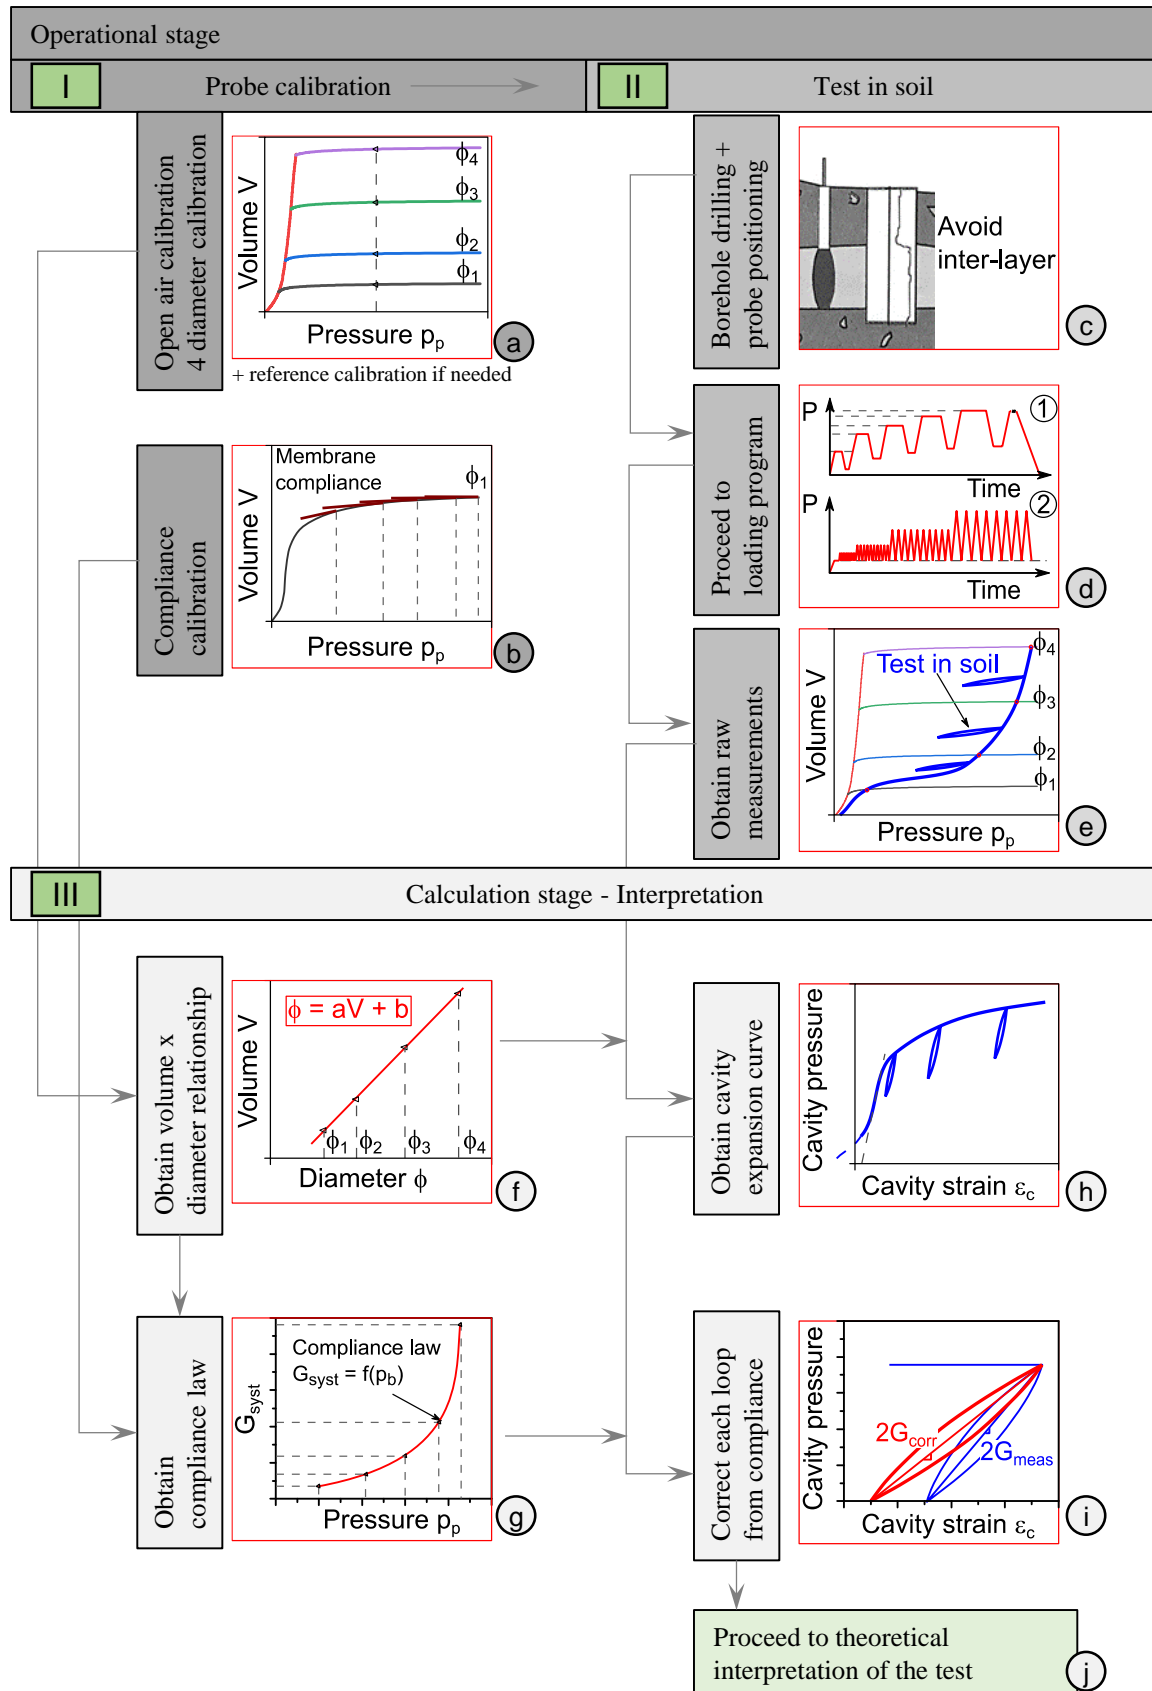 Operational stage
I
Probe calibration
II
Test in soil
Open air calibration
4 diameter calibration
Volume V
ϕ4
ϕ3
ϕ2
ϕ1
Pressure pp
a
+ reference calibration if needed
Compliance
calibration
Volume V
Membrane
compliance
ϕ1
Pressure pp
b
Borehole drilling +
probe positioning
Avoid
inter-layer
c
Proceed to
loading program
P
1
Time
P
2
Time
d
Obtain raw
measurements
Volume V
Test in soil
ϕ4
ϕ3
ϕ2
ϕ1
Pressure pp
e
III
Calculation stage - Interpretation
Obtain volume x
diameter relationship
Volume V
ϕ = aV + b
ϕ1
ϕ2
ϕ3
ϕ4
Diameter ϕ
f
Obtain cavity
expansion curve
Cavity pressure
Cavity strain εc
h
Obtain
compliance law
Gsyst
Compliance law
Gsyst = f(pb)
Pressure pp
g
Correct each loop
from compliance
Cavity pressure
2Gcorr
2Gmeas
Cavity strain εc
i
Proceed to theoretical
interpretation of the test
j